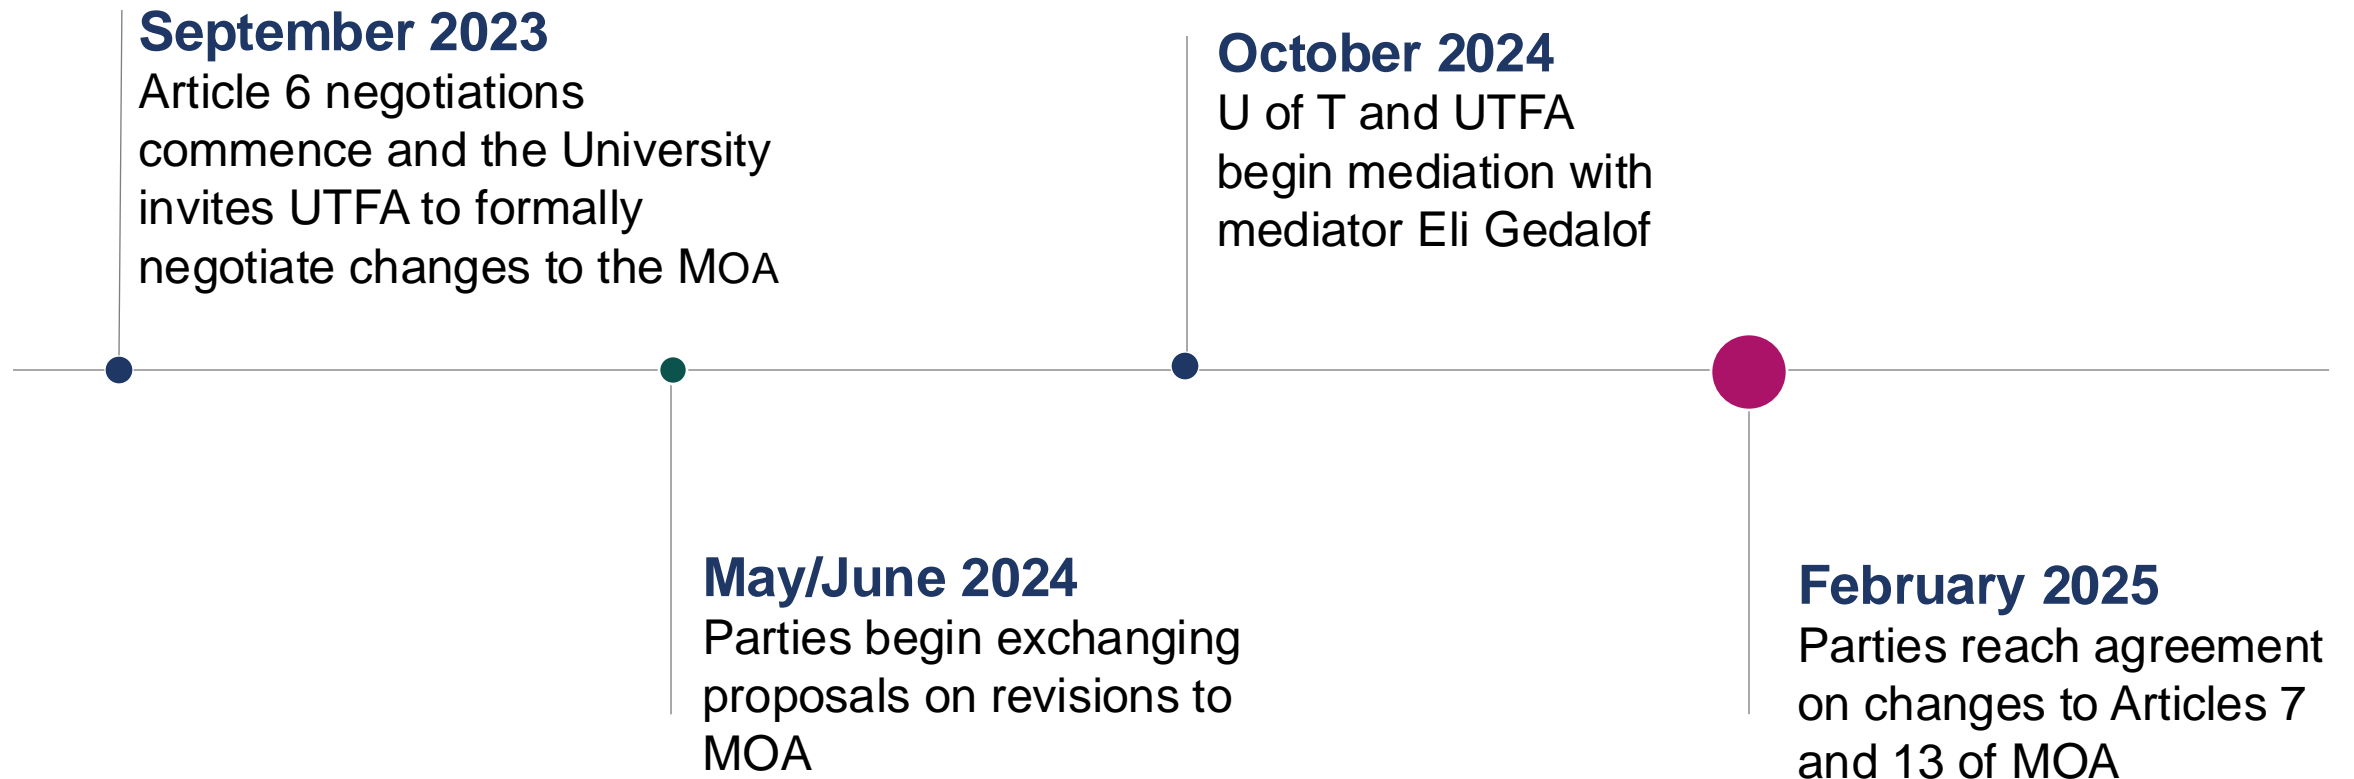 September 2023
Article 6 negotiations
commence and the University
invites UTFA to formally
negotiate changes to the MOA
May/June 2024
Parties begin exchanging
proposals on revisions to
MOA
October 2024
U of T and UTFA
begin mediation with
mediator Eli Gedalof
February 2025
Parties reach agreement
on changes to Articles 7
and 13 of MOA